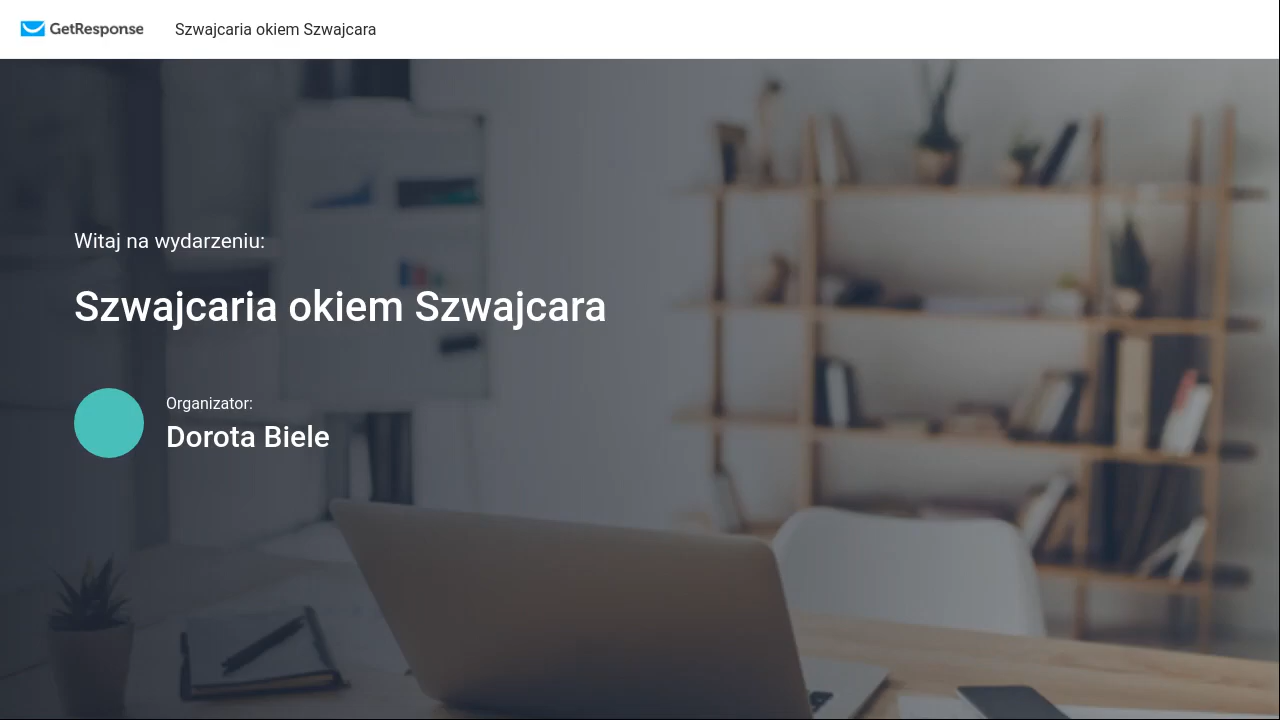 GetResponse
Szwajcaria okiem Szwajcara
Witaj na wydarzeniu:
Szwajcaria okiem Szwajcara
Organizator:
Dorota Biele